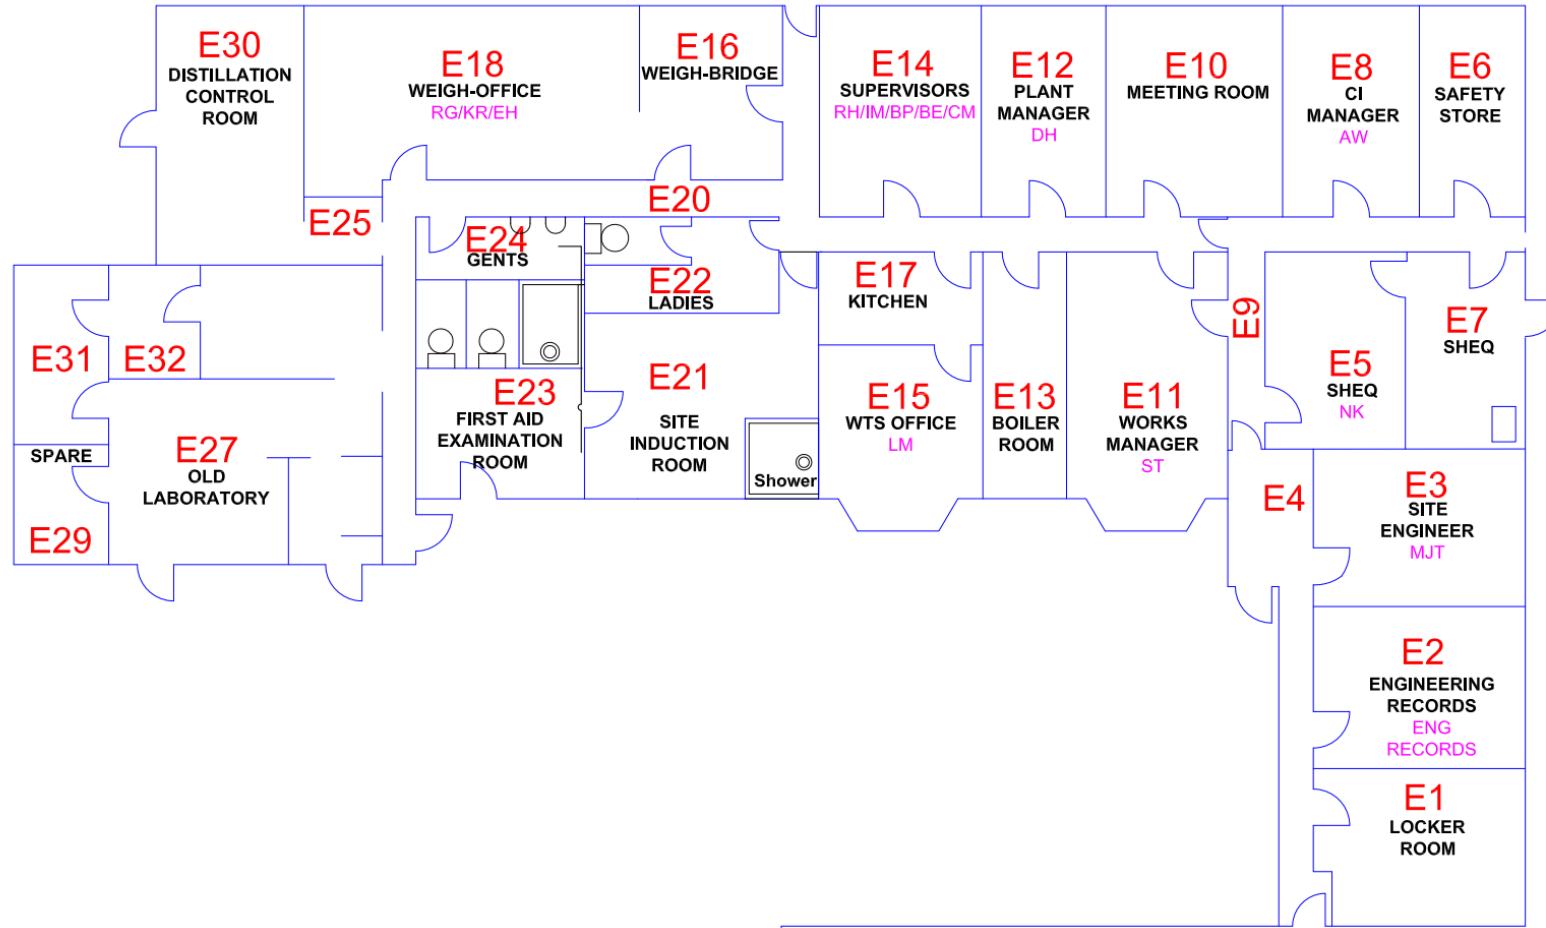 E30
DISTILLATION
CONTROL
ROOM
E18
WEIGH-OFFICE
RG/KR/EH
E16
WEIGH-BRIDGE
E14
SUPERVISORS
RH/IM/BP/BE/CM
E12
PLANT
MANAGER
DH
E10
MEETING ROOM
E8
CI
MANAGER
AW
E6
SAFETY
STORE
E25
E20
E24
GENTS
E22
LADIES
E17
KITCHEN
E9
E7
SHEQ
E31
E32
E23
FIRST AID
EXAMINATION
ROOM
E21
SITE
INDUCTION
ROOM
Shower
E15
WTS OFFICE
LM
E13
BOILER
ROOM
E11
WORKS
MANAGER
ST
E5
SHEQ
NK
SPARE
E29
E27
OLD
LABORATORY
E4
E3
SITE
ENGINEER
MJT
E2
ENGINEERING
RECORDS
ENG
RECORDS
E1
LOCKER
ROOM